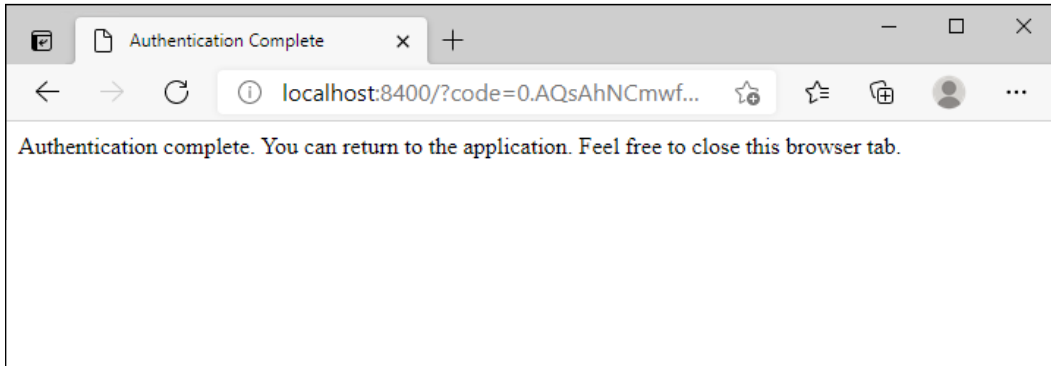 Authentication Complete
localhost:8400/?code=0.AQsAhNCmwf...
Authentication complete. You can return to the application. Feel free to close this browser tab.